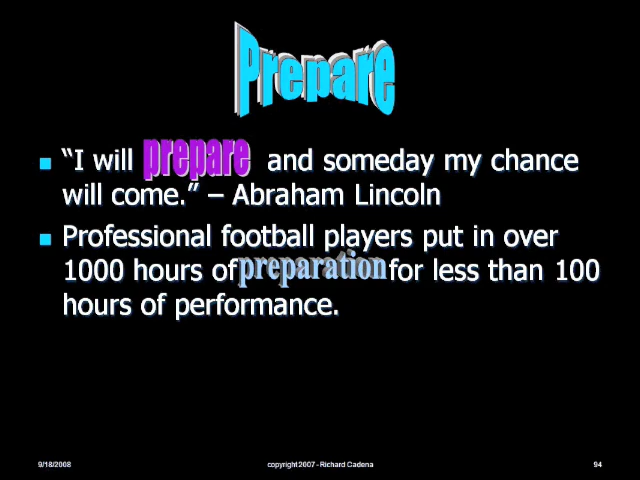 Prepare
“I will prepare and someday my chance
will come.” – Abraham Lincoln
Professional football players put in over
1000 hours of preparation for less than 100
hours of performance.
9/18/2008 copyright 2007 - Richard Cadena 94